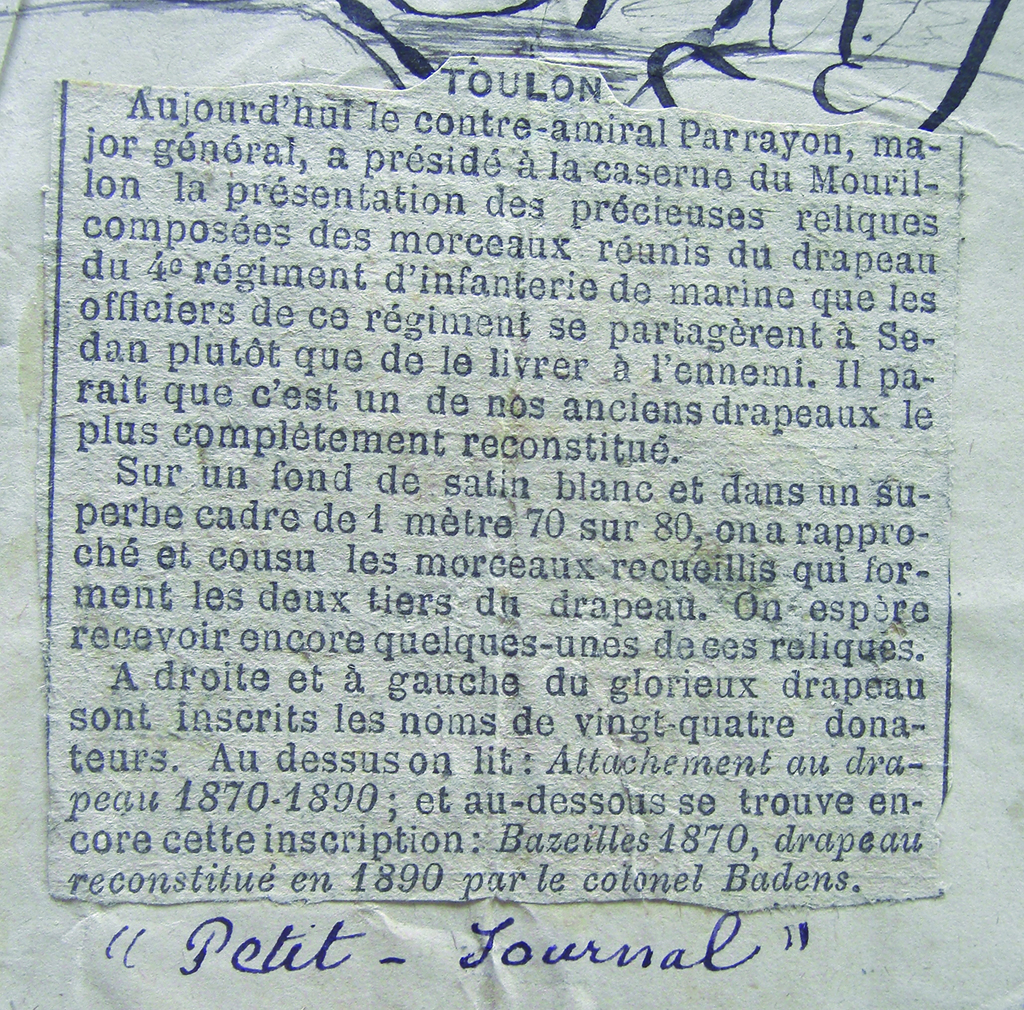 TOULON
Aujourd'hui le contre-amiral Parrayon, ma-
jor général, a présidé à la caserne du Mouril-
lon la présentation des précieuses reliques
composées des morceaux réunis du drapeau
du 4e régiment d'infanterie de marine que les
officiers de ce régiment se partagèrent à Se-
dan plutôt que de le livrer à l'ennemi. Il pa-
raît que c'est un de nos anciens drapeaux le
plus complètement reconstitué.
Sur un fond de satin blanc et dans un su-
perbe cadre de 1 mètre 70 sur 80, on a rappro-
ché et cousu les morceaux recueillis qui for-
ment les deux tiers du drapeau. On espère
recevoir encore quelques-unes de ces reliques.
A droite et à gauche du glorieux drapeau
sont inscrits les noms de vingt-quatre dona-
teurs. Au dessus on lit : Attachement au dra-
peau 1870-1890 ; et au-dessous se trouve en-
core cette inscription : Bazeilles 1870, drapeau
reconstitué en 1890 par le colonel Badens.
" Petit - Journal "